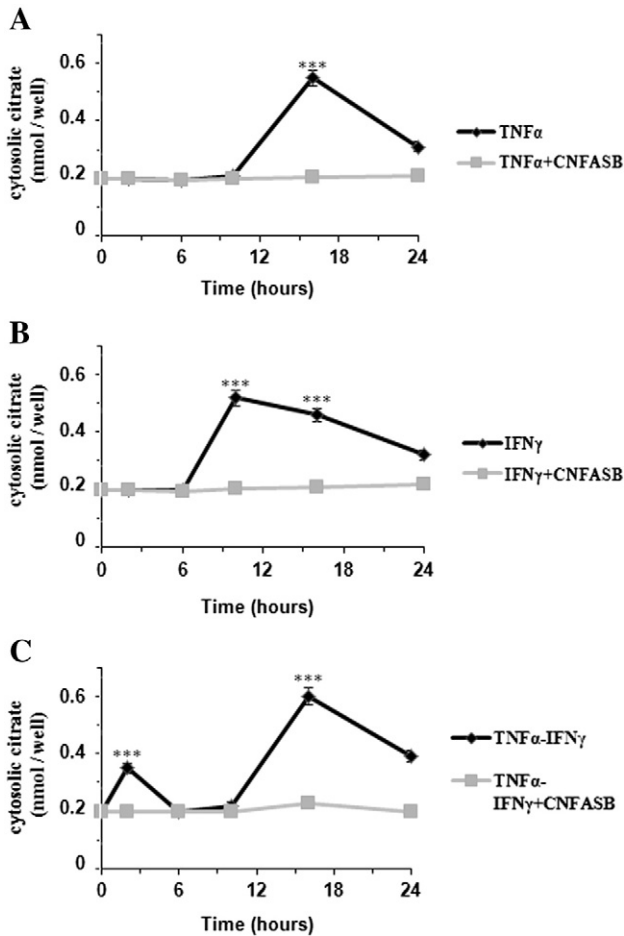 A
cytosolic citrate
(nmol / well)
0.6
0.4
0.2
0
***
0
6
12
18
24
Time (hours)
TNFα
TNFα+CNFASB
B
cytosolic citrate
(nmol / well)
0.6
0.4
0.2
0
***
***
0
6
12
18
24
Time (hours)
IFNγ
IFNγ+CNFASB
C
cytosolic citrate
(nmol / well)
0.6
0.4
0.2
0
***
***
0
6
12
18
24
Time (hours)
TNFα-IFNγ
TNFα-
IFNγ+CNFASB